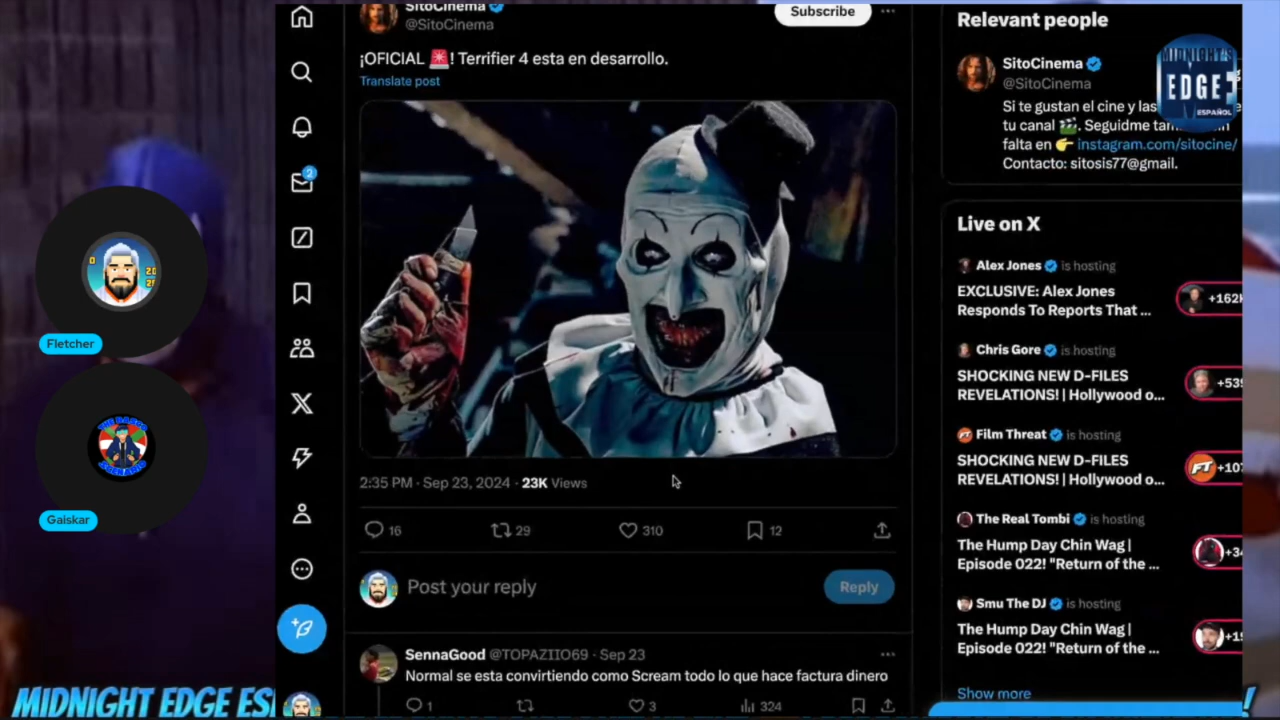 SitoCinema
@SitoCinema
Subscribe
¡OFICIAL 🚨! Terrifier 4 esta en desarrollo.
Translate post
2:35 PM · Sep 23, 2024 · 23K Views
16
29
310
12
Post your reply
Reply
SennaGood @TOPAZIIO69 · Sep 23
Normal se esta convirtiendo como Scream todo lo que hace factura dinero
1
3
324
2
Relevant people
SitoCinema
@SitoCinema
Si te gustan el cine y las
tu canal 🎬. Seguidme
falta en 👉 instagram.com/sitocine/
Contacto: sitosis77@gmail.
MIDNIGHT'S
EDGE
ESPAÑOL
Live on X
Alex Jones is hosting
EXCLUSIVE: Alex Jones
Responds To Reports That ...
Chris Gore is hosting
SHOCKING NEW D-FILES
REVELATIONS! | Hollywood o...
Film Threat is hosting
SHOCKING NEW D-FILES
REVELATIONS! | Hollywood o...
FT
The Real Tombi is hosting
The Hump Day Chin Wag |
Episode 022! "Return of the ...
Smu The DJ is hosting
The Hump Day Chin Wag |
Episode 022! "Return of the ...
Show more
Fletcher
Gaiskar
MIDNIGHT EDGE